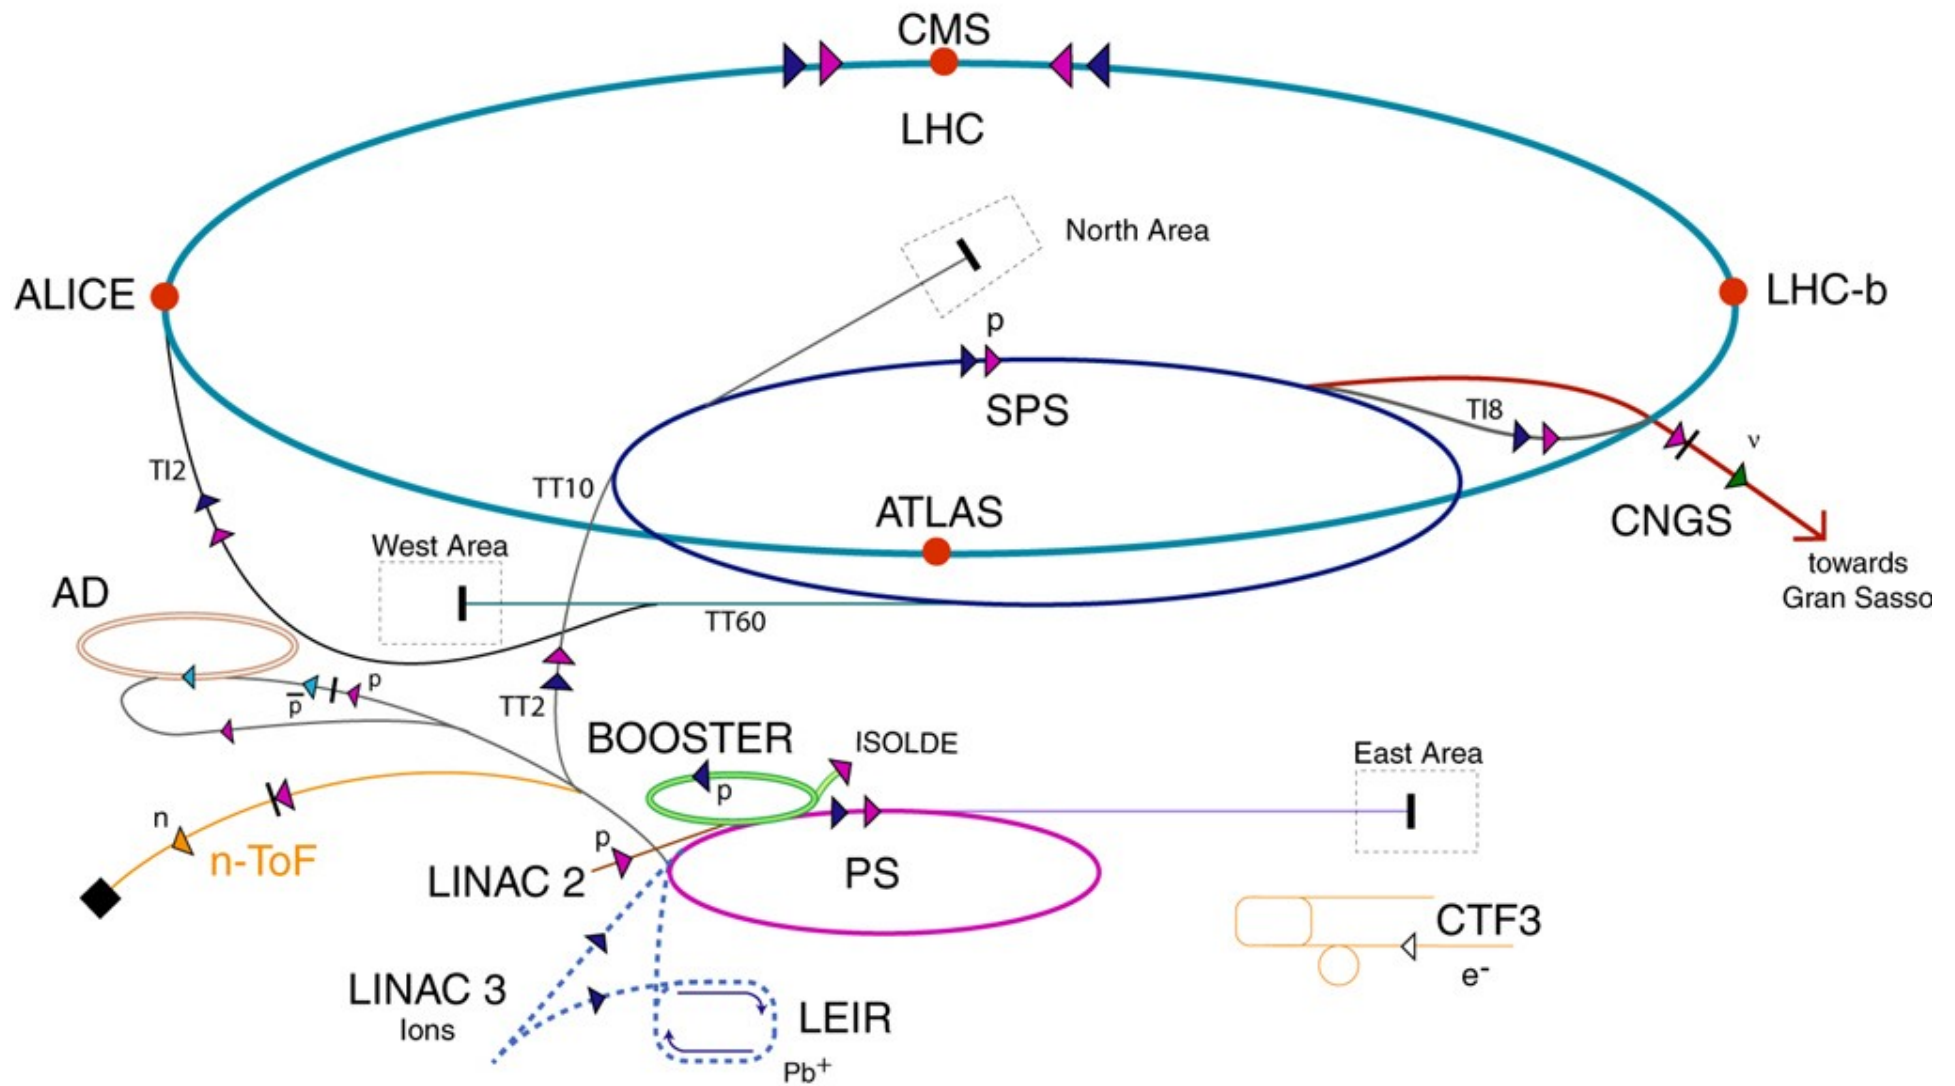 CMS
LHC
North Area
ALICE
LHC-b
p
SPS
TI8
ν
TI2
TT10
ATLAS
CNGS
West Area
towards
Gran Sasso
AD
TT60
p
p̅
TT2
BOOSTER
ISOLDE
East Area
p
n
p
n-ToF
LINAC 2
PS
CTF3
e⁻
LINAC 3
Ions
LEIR
Pb⁺